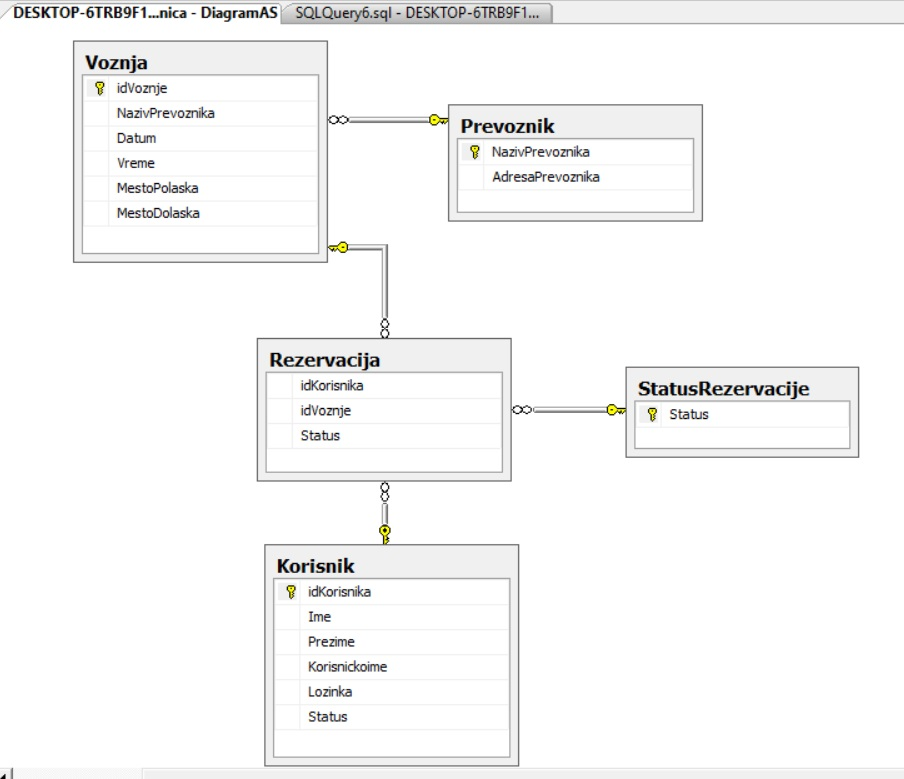 DESKTOP-6TRB9F1...nica - DiagramAS
SQLQuery6.sql - DESKTOP-6TRB9F1...
Voznja
idVoznje
NazivPrevoznika
Datum
Vreme
MestoPolaska
MestoDolaska
Prevoznik
NazivPrevoznika
AdresaPrevoznika
Rezervacija
idKorisnika
idVoznje
Status
StatusRezervacije
Status
Korisnik
idKorisnika
Ime
Prezime
Korisnickoime
Lozinka
Status